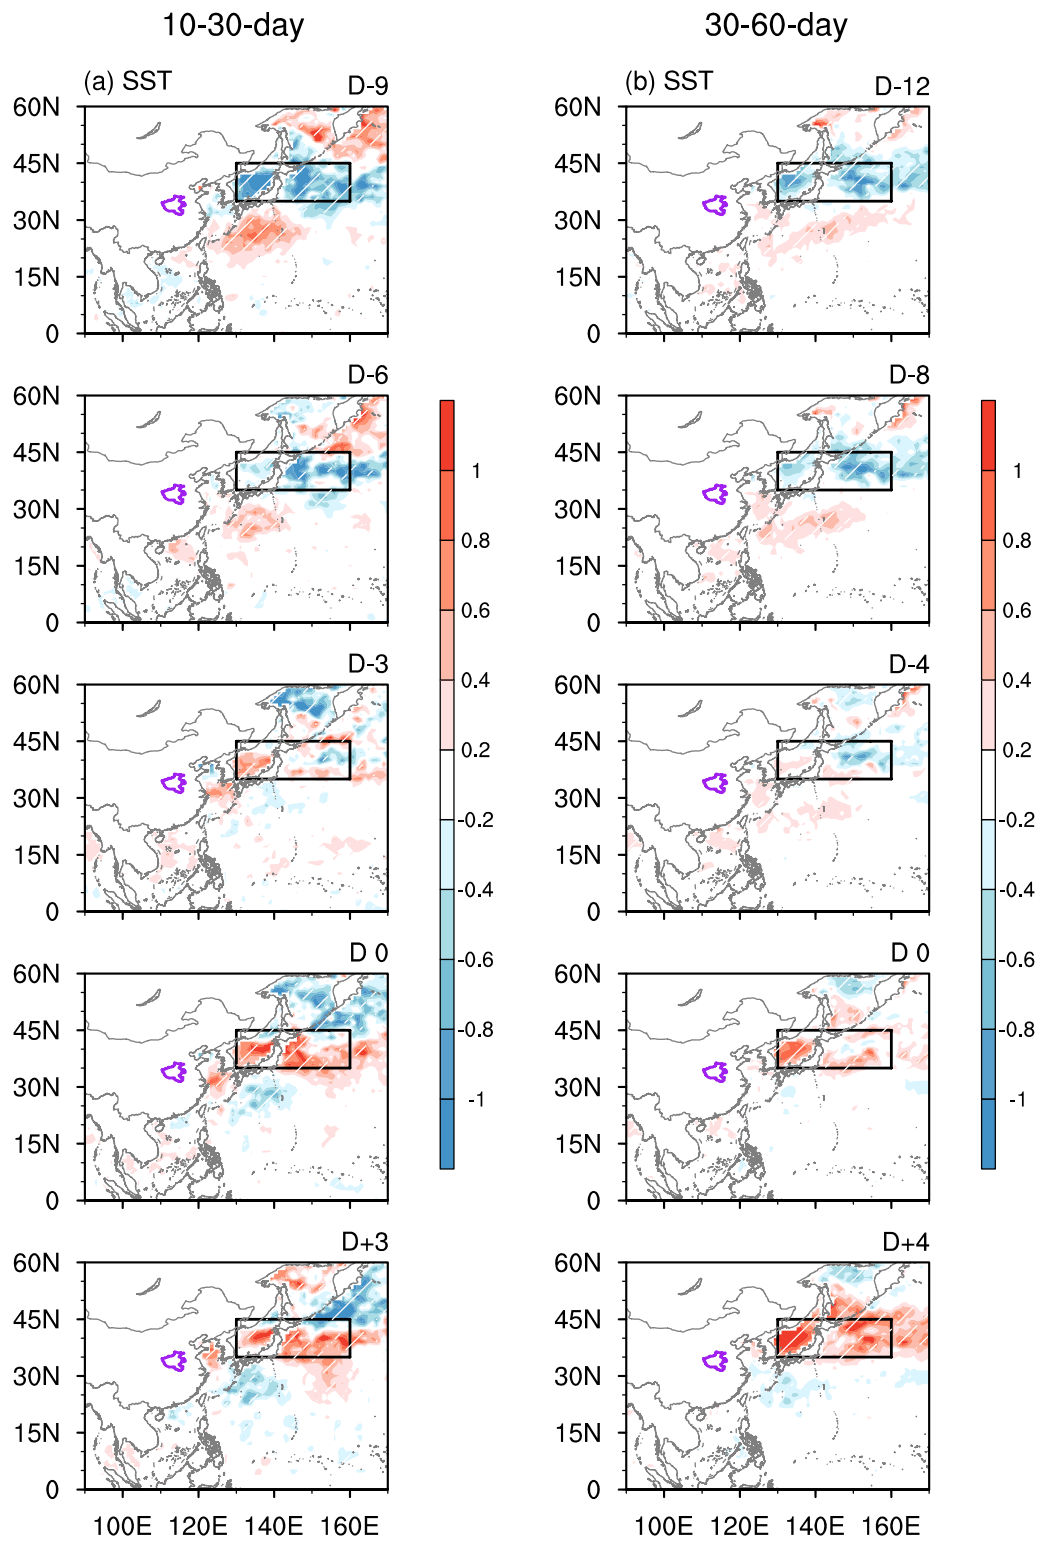 10-30-day
30-60-day
(a) SST
D-9
60N
45N
30N
15N
0
(b) SST
D-12
60N
45N
30N
15N
0
D-6
60N
45N
30N
15N
0
D-8
60N
45N
30N
15N
0
D-3
60N
45N
30N
15N
0
D-4
60N
45N
30N
15N
0
D 0
60N
45N
30N
15N
0
D 0
60N
45N
30N
15N
0
D+3
60N
45N
30N
15N
0
100E 120E 140E 160E
D+4
60N
45N
30N
15N
0
100E 120E 140E 160E
1
0.8
0.6
0.4
0.2
-0.2
-0.4
-0.6
-0.8
-1
1
0.8
0.6
0.4
0.2
-0.2
-0.4
-0.6
-0.8
-1